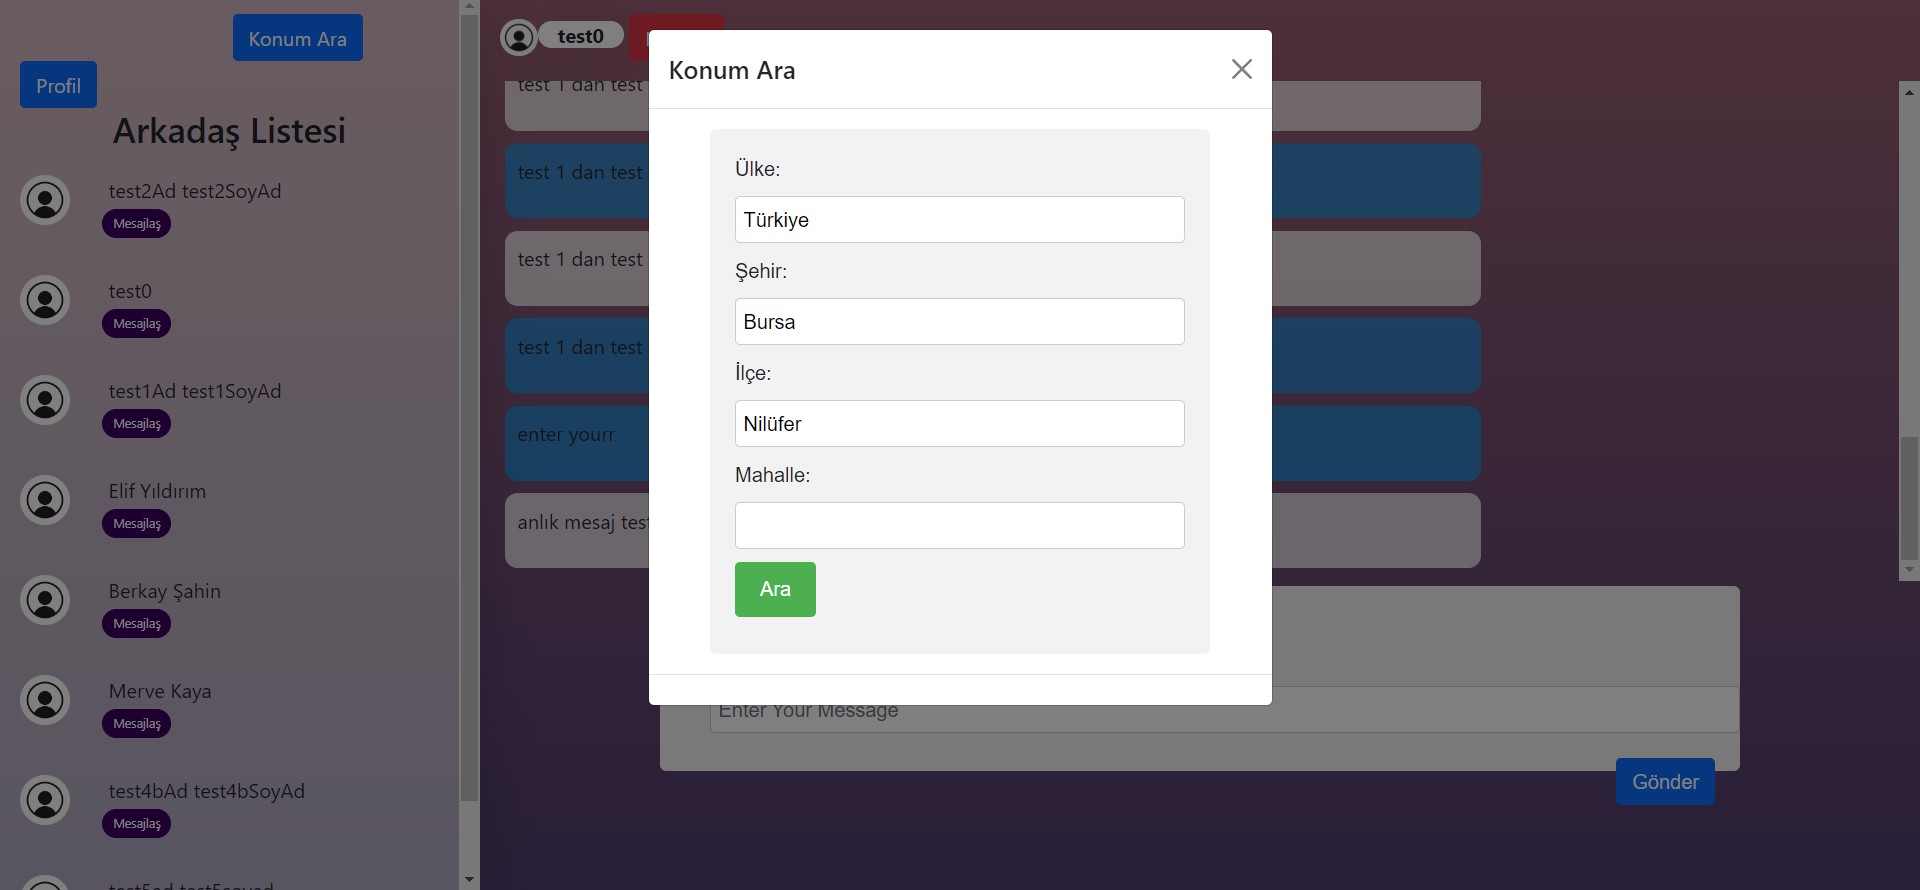 Konum Ara
Profil
Arkadaş Listesi
test2Ad test2SoyAd
Mesajlaş
test0
Mesajlaş
test1Ad test1SoyAd
Mesajlaş
Elif Yıldırım
Mesajlaş
Berkay Şahin
Mesajlaş
Merve Kaya
Mesajlaş
test4bAd test4bSoyAd
Mesajlaş
test0
test 1 dan test
test 1 dan test
test 1 dan test
test 1 dan test
enter yourr
anlık mesaj test
Konum Ara
Ülke:
Türkiye
Şehir:
Bursa
İlçe:
Nilüfer
Mahalle:
Ara
Enter Your Message
Gönder